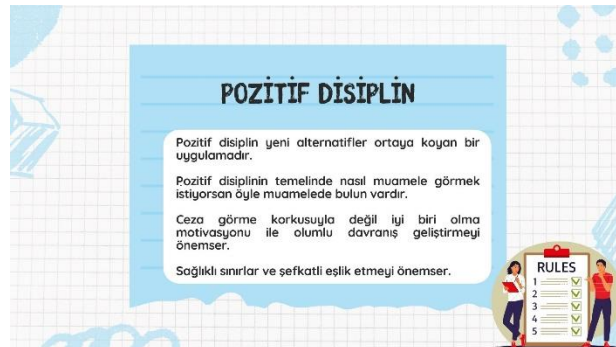 POZİTİF DİSİPLİN
Pozitif disiplin yeni alternatifler ortaya koyan bir
uygulamadır.
Pozitif disiplinin temelinde nasıl muamele görmek
istiyorsan öyle muamelede bulun vardır.
Ceza görme korkusuyla değil iyi biri olma
motivasyonu ile olumlu davranış geliştirmeyi
önemser.
Sağlıklı sınırlar ve şefkatli eşlik etmeyi önemser.
RULES
1
2
3
4
5